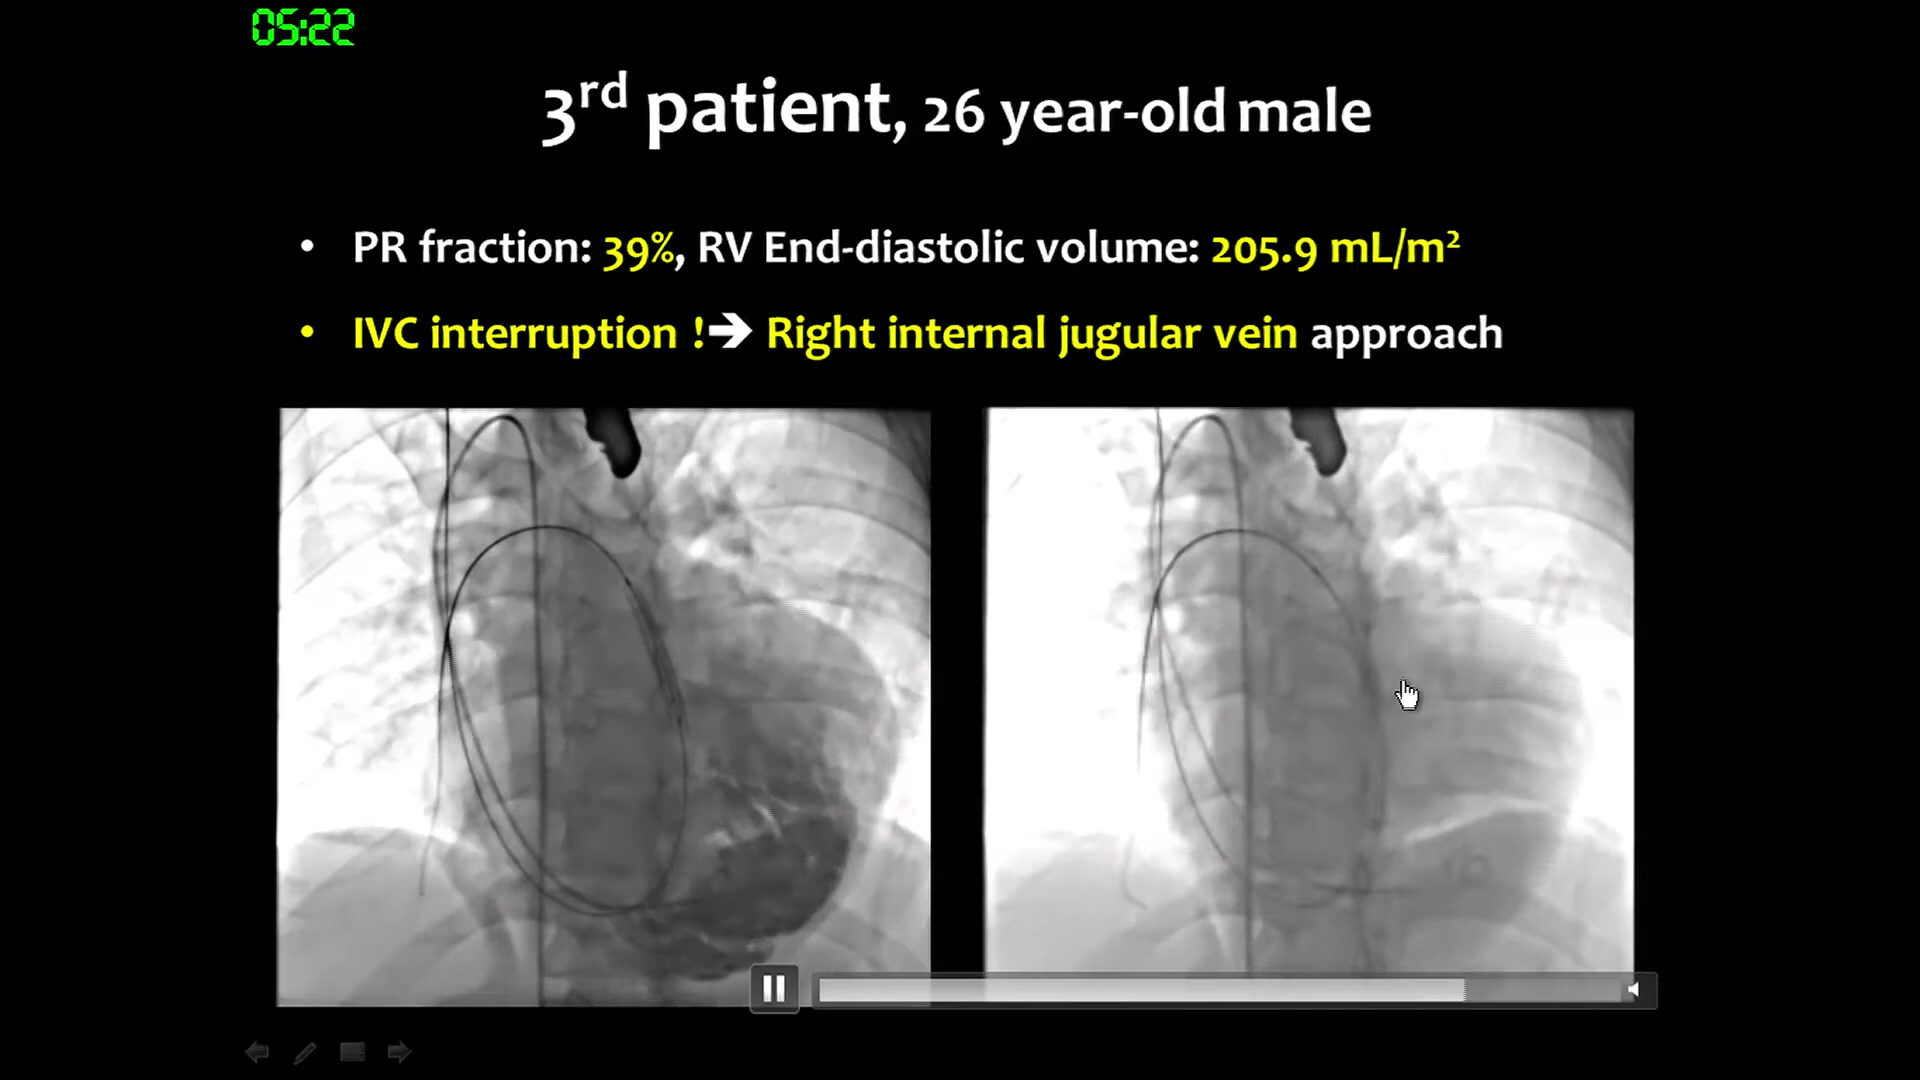 05:22
3rd patient, 26 year-old male
• PR fraction: 39%, RV End-diastolic volume: 205.9 mL/m²
• IVC interruption !➔ Right internal jugular vein approach